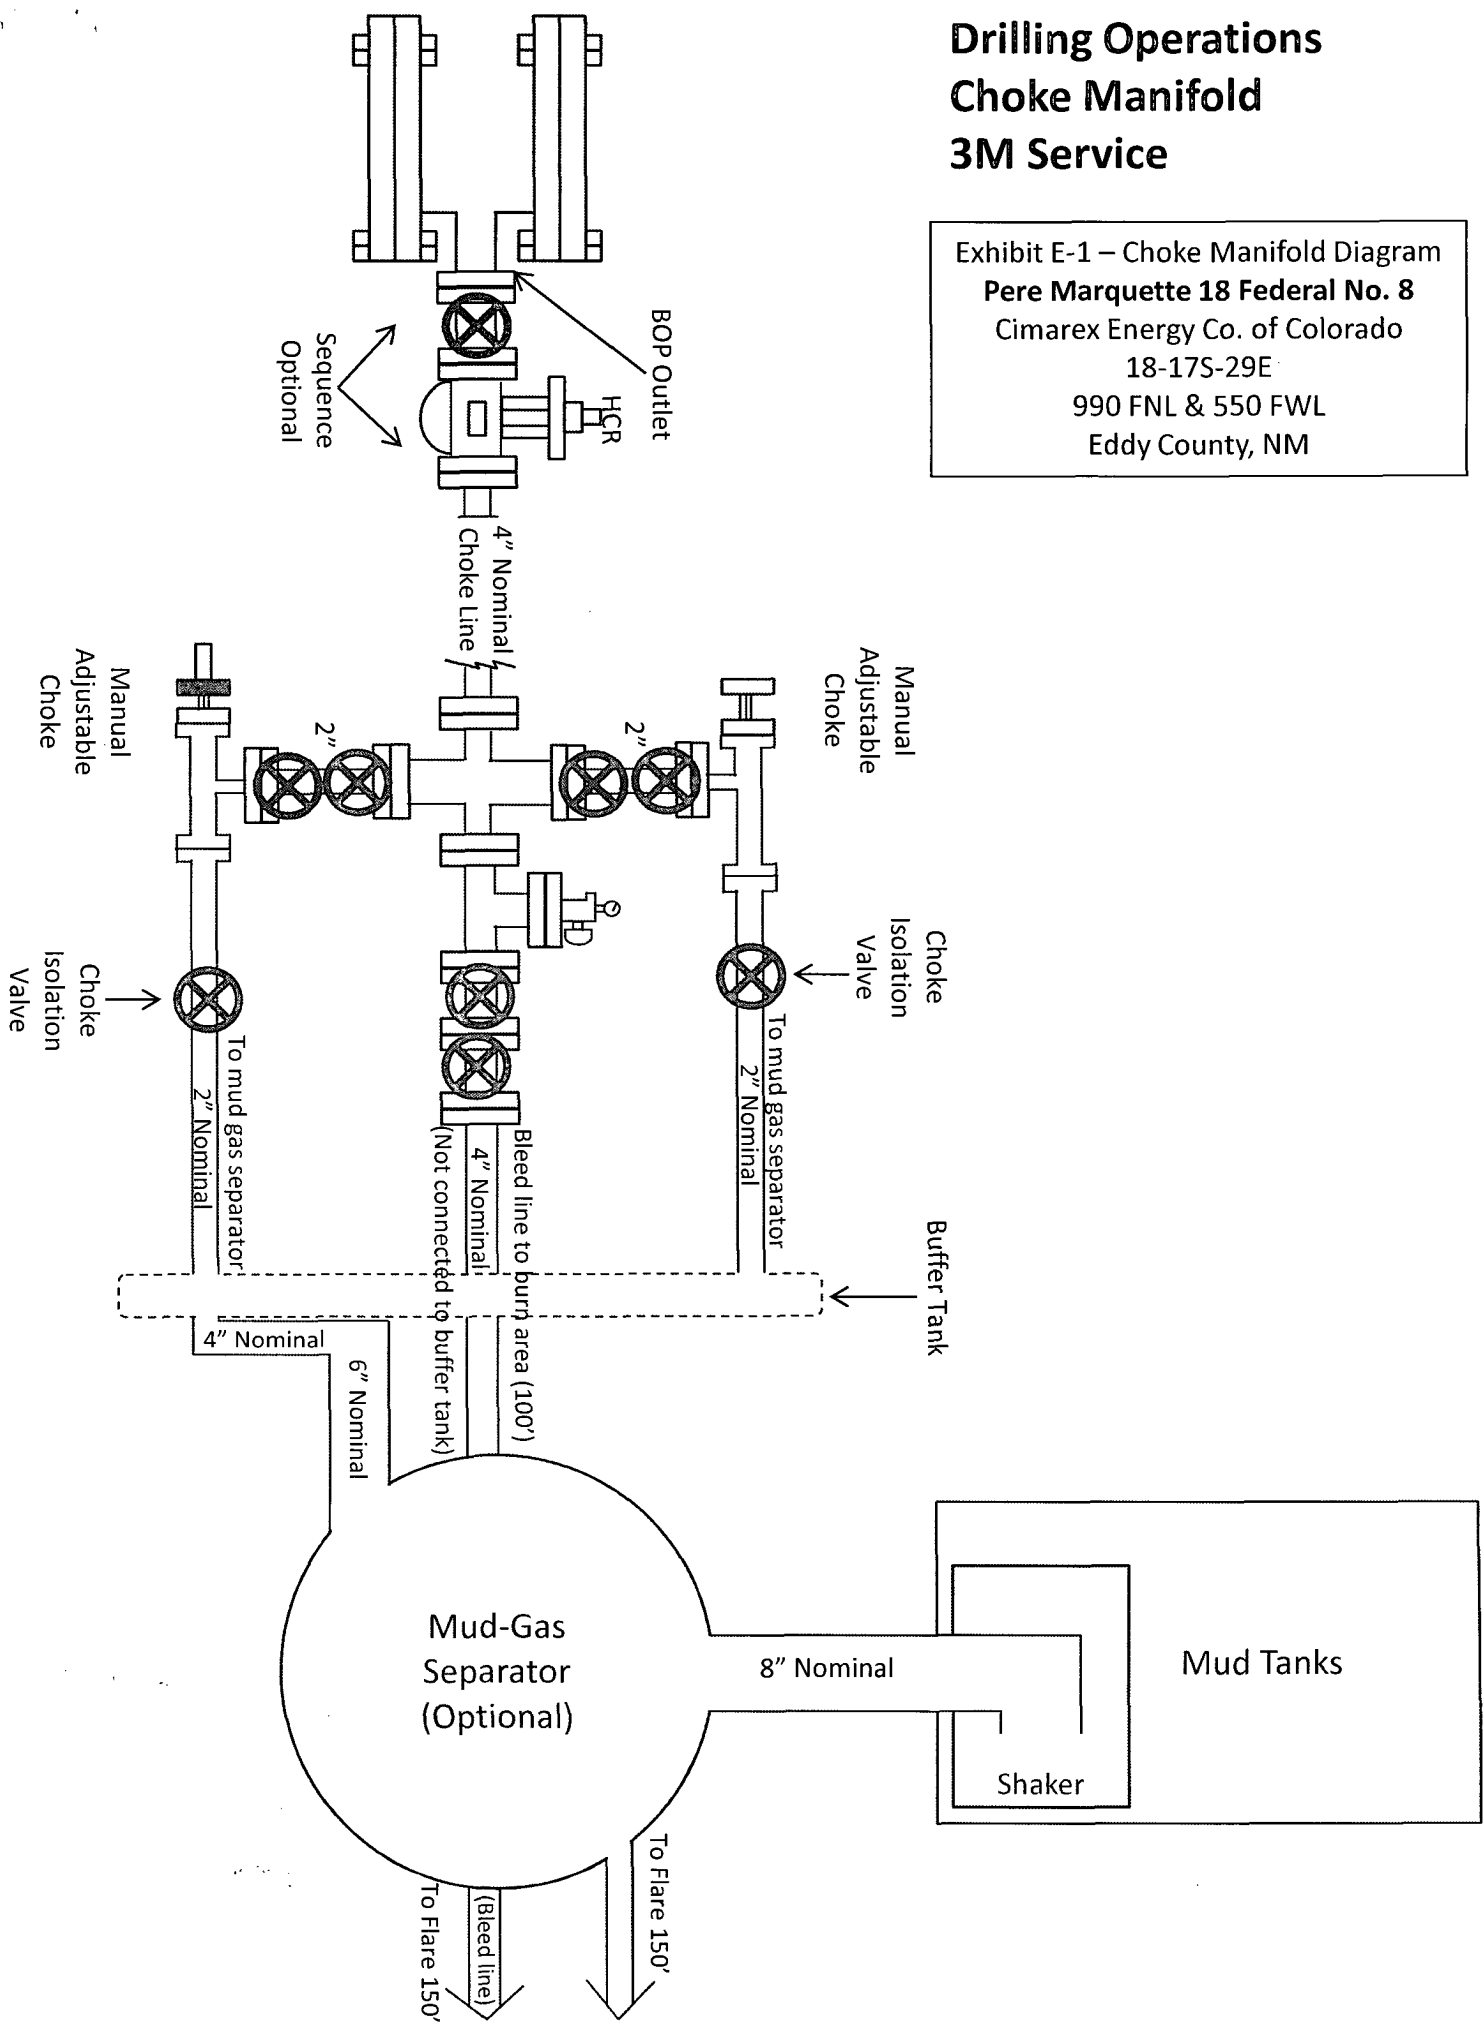 Drilling Operations
Choke Manifold
3M Service
Exhibit E-1 – Choke Manifold Diagram
Pere Marquette 18 Federal No. 8
Cimarex Energy Co. of Colorado
18-17S-29E
990 FNL & 550 FWL
Eddy County, NM
BOP Outlet
HCR
Sequence
Optional
4” Nominal
Choke Line
Manual
Adjustable
Choke
Manual
Adjustable
Choke
2”
2”
Choke
Isolation
Valve
Choke
Isolation
Valve
To mud gas separator
2” Nominal
To mud gas separator
2” Nominal
Bleed line to burn area (100’)
4” Nominal
(Not connected to buffer tank)
Buffer Tank
4” Nominal
6” Nominal
Mud-Gas
Separator
(Optional)
8” Nominal
Mud Tanks
Shaker
To Flare 150’
(Bleed line)
To Flare 150’